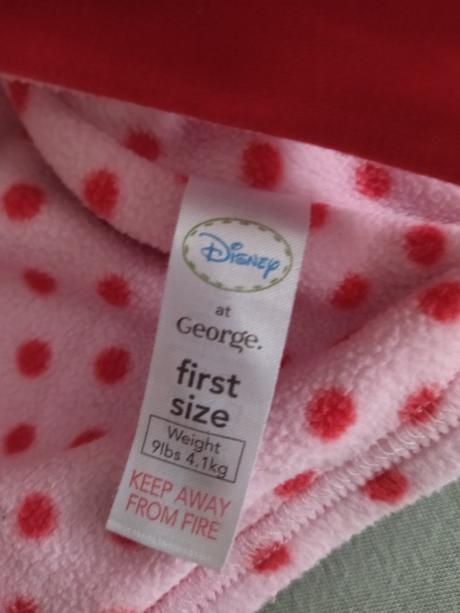 Disney
at
George.
first
size
Weight
9lbs 4.1kg
KEEP AWAY
FROM FIRE